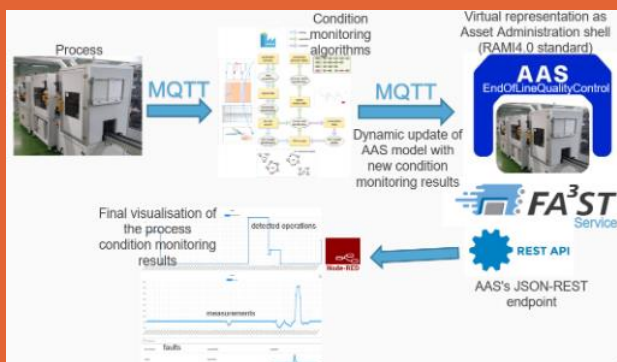 Process
MQTT
Condition
monitoring
algorithms
MQTT
Dynamic update of
AAS model with
new condition
monitoring results
Virtual representation as
Asset Administration shell
(RAMI4.0 standard)
AAS
EndOfLineQualityControl
FA³ST
Service
REST API
AAS's JSON-REST
endpoint
Node-RED
Final visualisation of
the process
condition monitoring
results
detected operations
measurements
faults